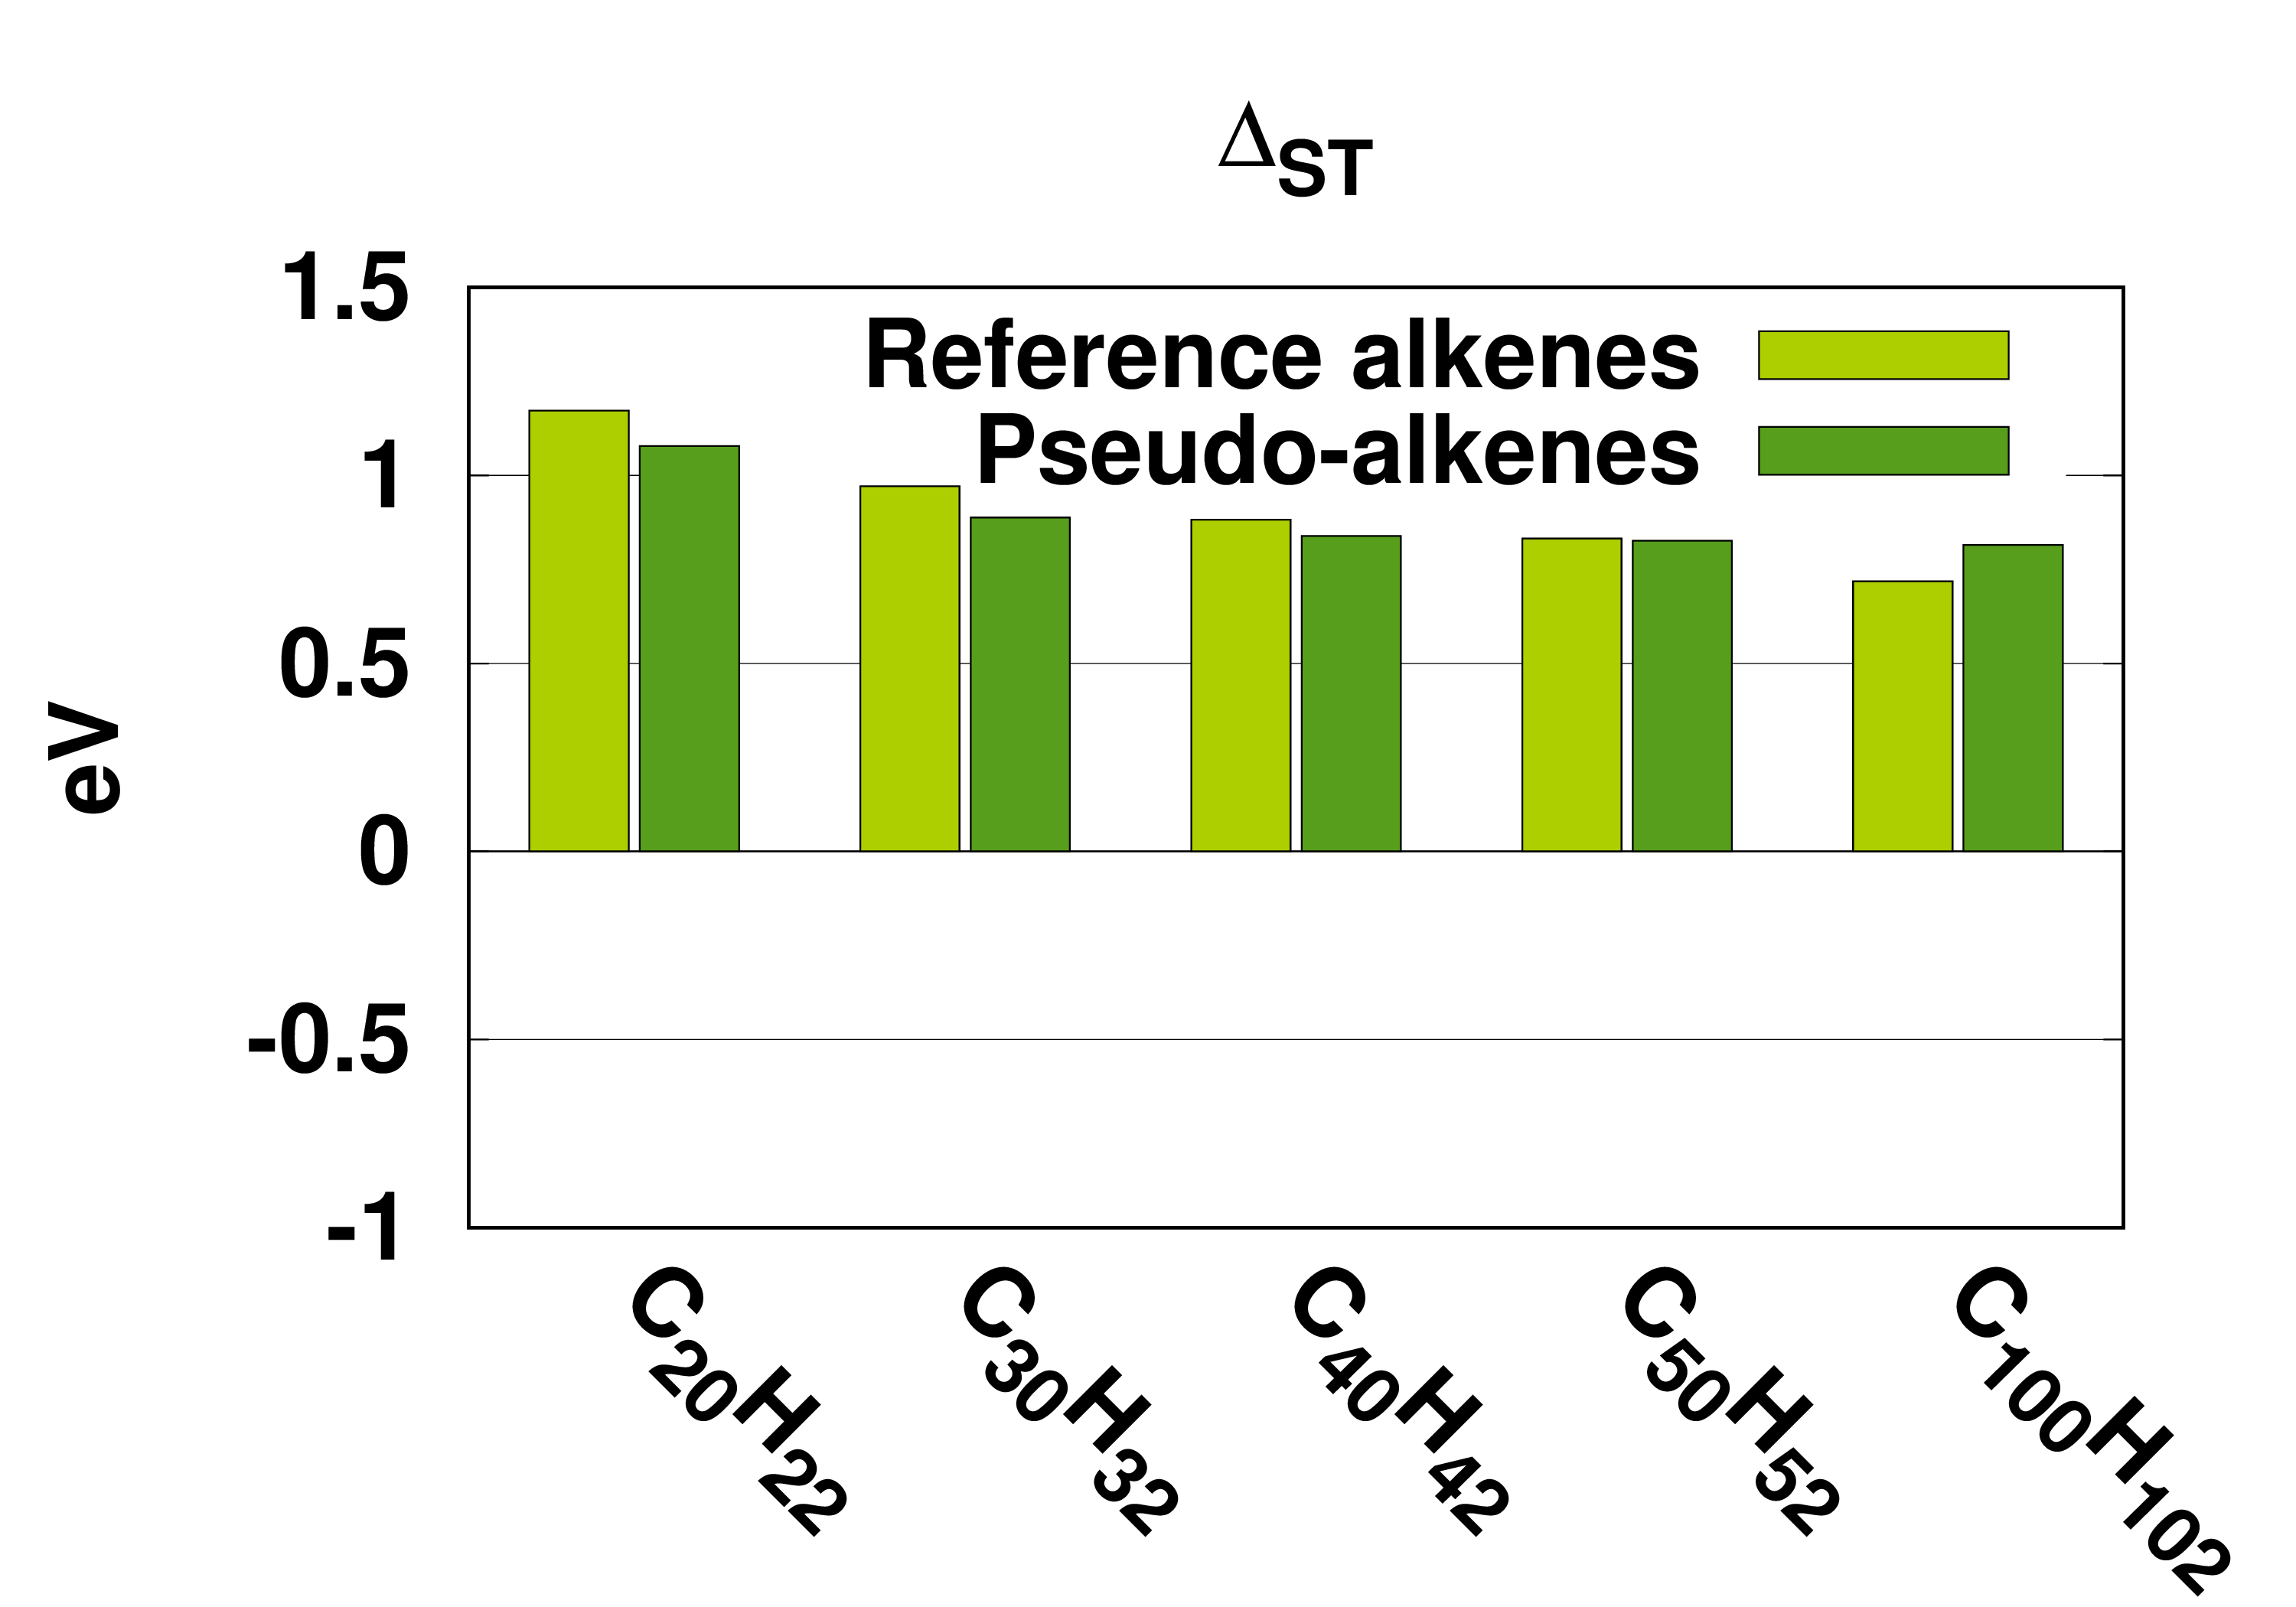 Δ_ST
1.5
1
0.5
0
-0.5
-1
eV
Reference alkenes
Pseudo-alkenes
C₂₀H₂₂
C₃₀H₃₂
C₄₀H₄₂
C₅₀H₅₂
C₁₀₀H₁₀₂